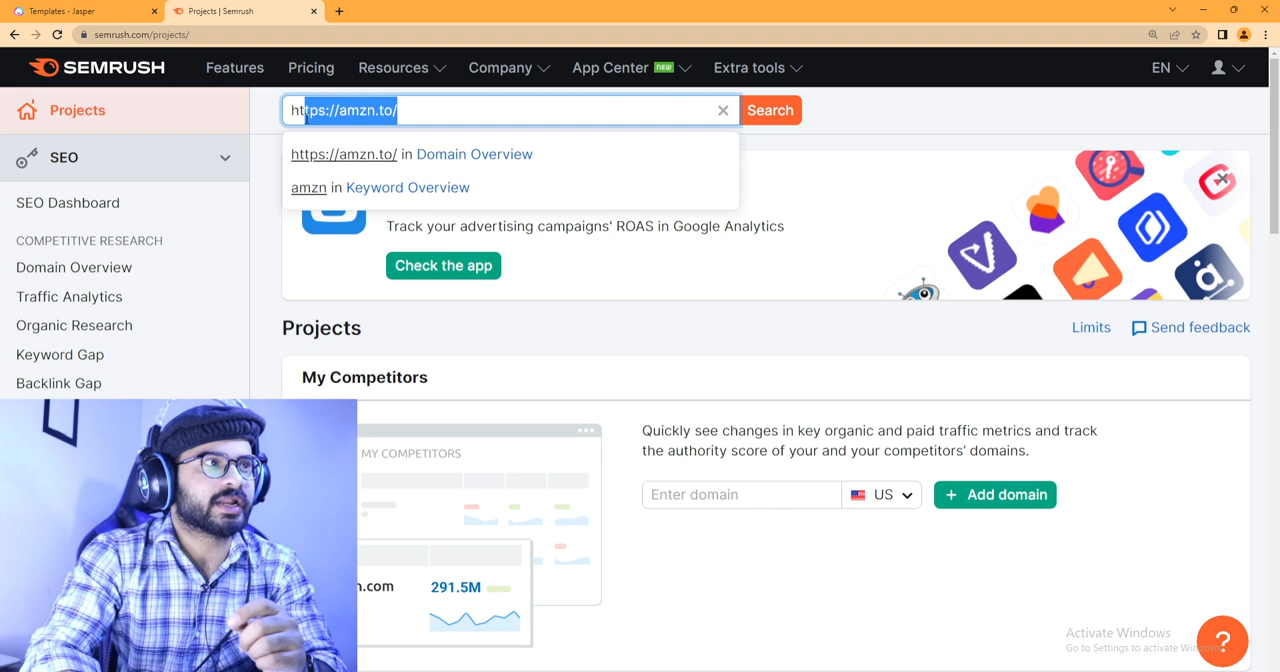 Templates - Jasper
Projects | Semrush
semrush.com/projects/
SEMRUSH
Features
Pricing
Resources
Company
App Center NEW
Extra tools
EN
Projects
https://amzn.to/
Search
SEO
https://amzn.to/ in Domain Overview
amzn in Keyword Overview
SEO Dashboard
Track your advertising campaigns' ROAS in Google Analytics
COMPETITIVE RESEARCH
Domain Overview
Check the app
Traffic Analytics
Organic Research
Projects
Limits
Send feedback
Keyword Gap
Backlink Gap
My Competitors
Quickly see changes in key organic and paid traffic metrics and track
the authority score of your and your competitors' domains.
MY COMPETITORS
Enter domain
US
+ Add domain
.com
291.5M
Activate Windows
Go to Settings to activate Windows.
?